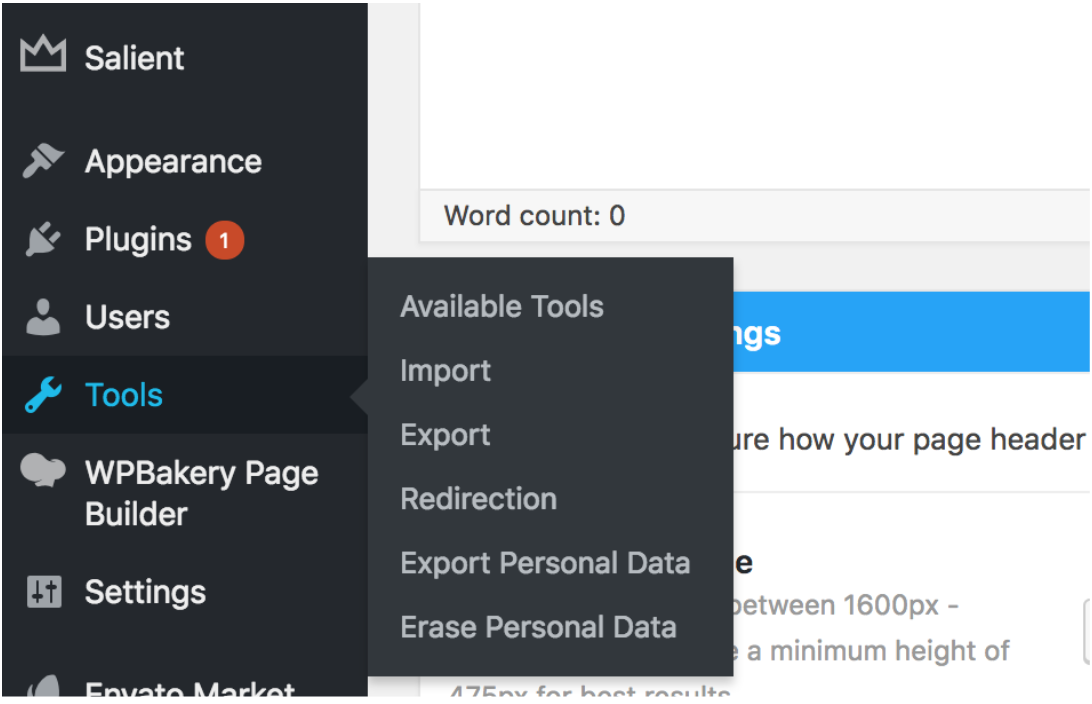 Salient
Appearance
Plugins 1
Users
Tools
WPBakery Page
Builder
Settings
Envato Market
Available Tools
Import
Export
Redirection
Export Personal Data
Erase Personal Data
Word count: 0
ngs
ure how your page header
e
between 1600px -
e a minimum height of
475px for best results